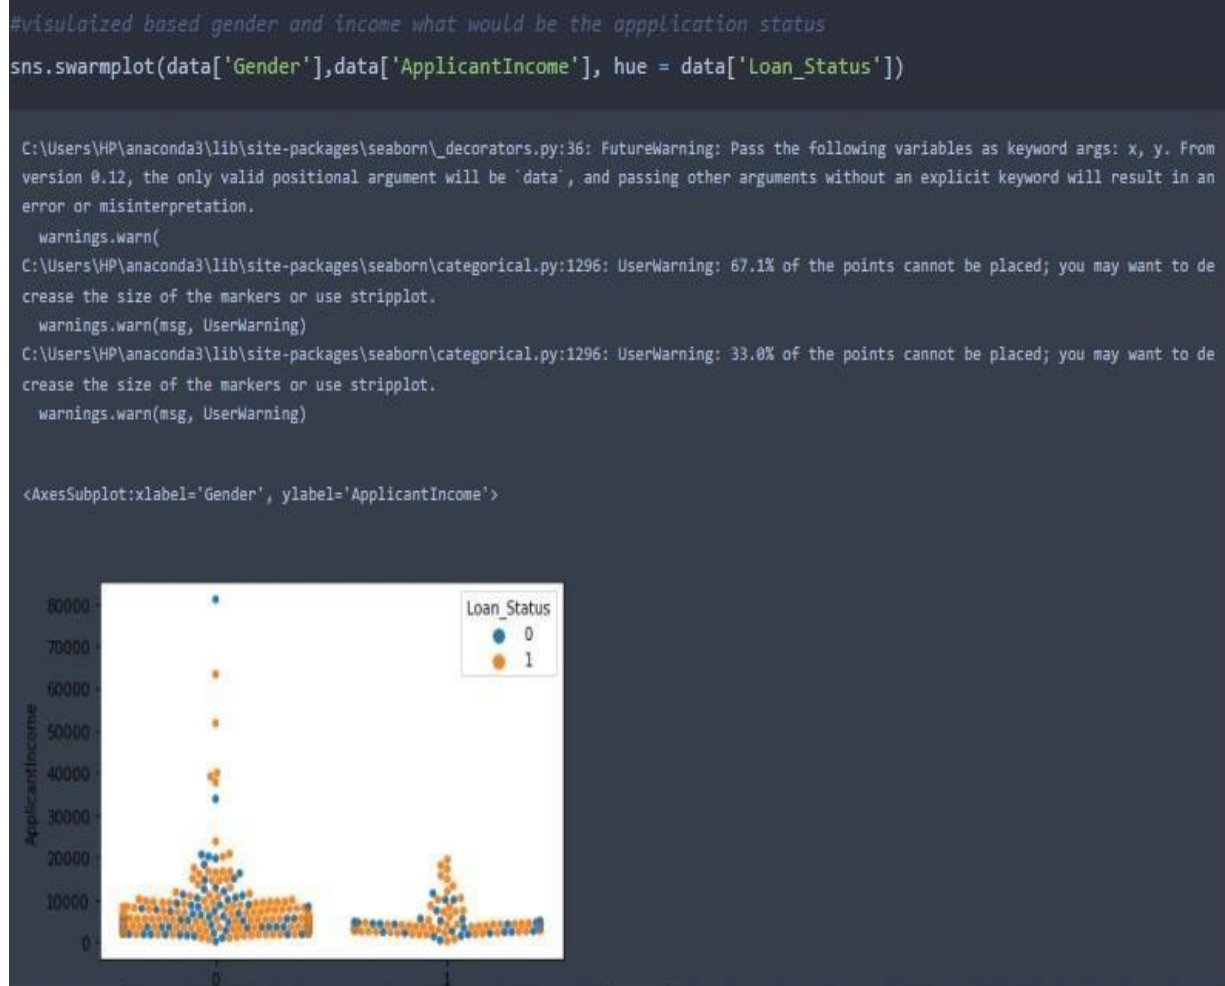 #visulaized based gender and income what would be the appplication status
sns.swarmplot(data['Gender'],data['ApplicantIncome'], hue = data['Loan_Status'])
C:\Users\HP\anaconda3\lib\site-packages\seaborn\_decorators.py:36: FutureWarning: Pass the following variables as keyword args: x, y. From
version 0.12, the only valid positional argument will be `data`, and passing other arguments without an explicit keyword will result in an
error or misinterpretation.
warnings.warn(
C:\Users\HP\anaconda3\lib\site-packages\seaborn\categorical.py:1296: UserWarning: 67.1% of the points cannot be placed; you may want to de
crease the size of the markers or use stripplot.
warnings.warn(msg, UserWarning)
C:\Users\HP\anaconda3\lib\site-packages\seaborn\categorical.py:1296: UserWarning: 33.0% of the points cannot be placed; you may want to de
crease the size of the markers or use stripplot.
warnings.warn(msg, UserWarning)
<AxesSubplot:xlabel='Gender', ylabel='ApplicantIncome'>
Loan_Status
0
1
80000
70000
60000
50000
40000
30000
20000
10000
0
ApplicantIncome
0 1